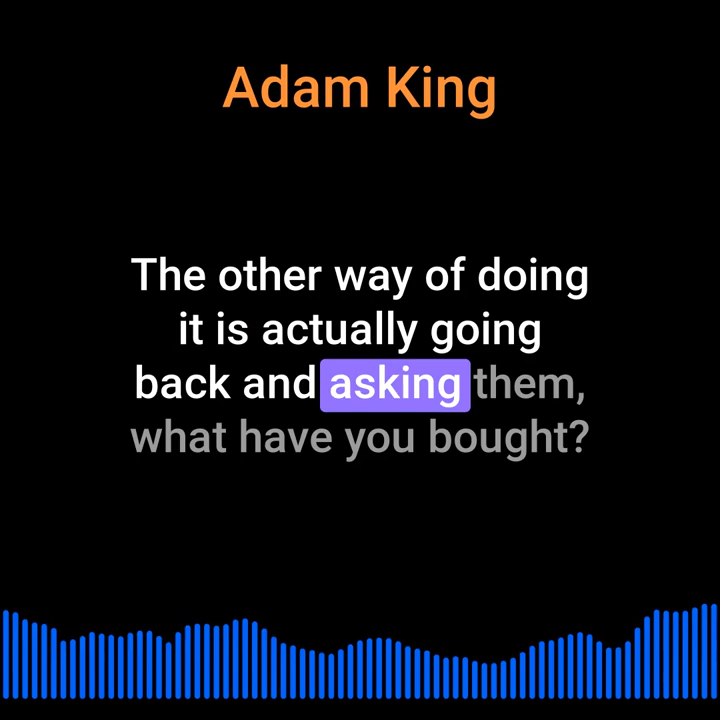 Adam King
The other way of doing
it is actually going
back and asking them,
what have you bought?